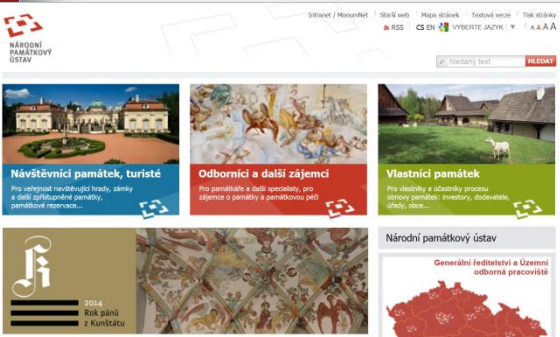 Intranet / MonumNet Starší web Mapa stránek Textová verze Tisk stránky
RSS CS EN VYBERTE JAZYK ▼ A A A A
NÁRODNÍ
PAMÁTKOVÝ
ÚSTAV
hledaný text HLEDAT
Návštěvníci památek, turisté
Pro veřejnost navštěvující hrady, zámky
a další zpřístupněné památky,
památkové rezervace...
Odborníci a další zájemci
Pro památkáře a další specialisty, pro
zájemce o památky a památkovou péči
Vlastníci památek
Pro vlastníky a účastníky procesu
obnovy památek: investory, dodavatele,
úřady, obce...
2014
Rok pánů
z Kunštátu
Národní památkový ústav
Generální ředitelství a Územní
odborná pracoviště